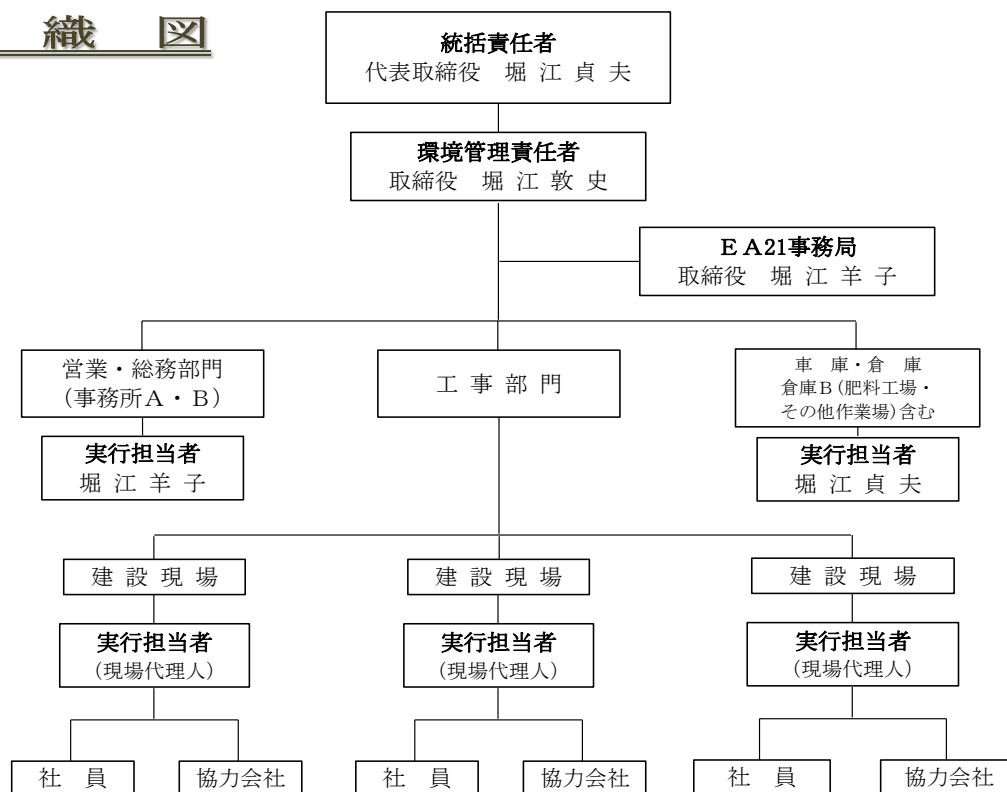 織 図
統括責任者
代表取締役 堀 江 貞 夫
環境管理責任者
取締役 堀 江 敦 史
ＥＡ21事務局
取締役 堀 江 羊 子
営業・総務部門
(事務所Ａ・Ｂ)
工 事 部 門
車 庫・倉 庫
倉庫Ｂ(肥料工場・
その他作業場)含む
実行担当者
堀 江 羊 子
実行担当者
堀 江 貞 夫
建 設 現 場
建 設 現 場
建 設 現 場
実行担当者
(現場代理人)
実行担当者
(現場代理人)
実行担当者
(現場代理人)
社 員
協力会社
社 員
協力会社
社 員
協力会社